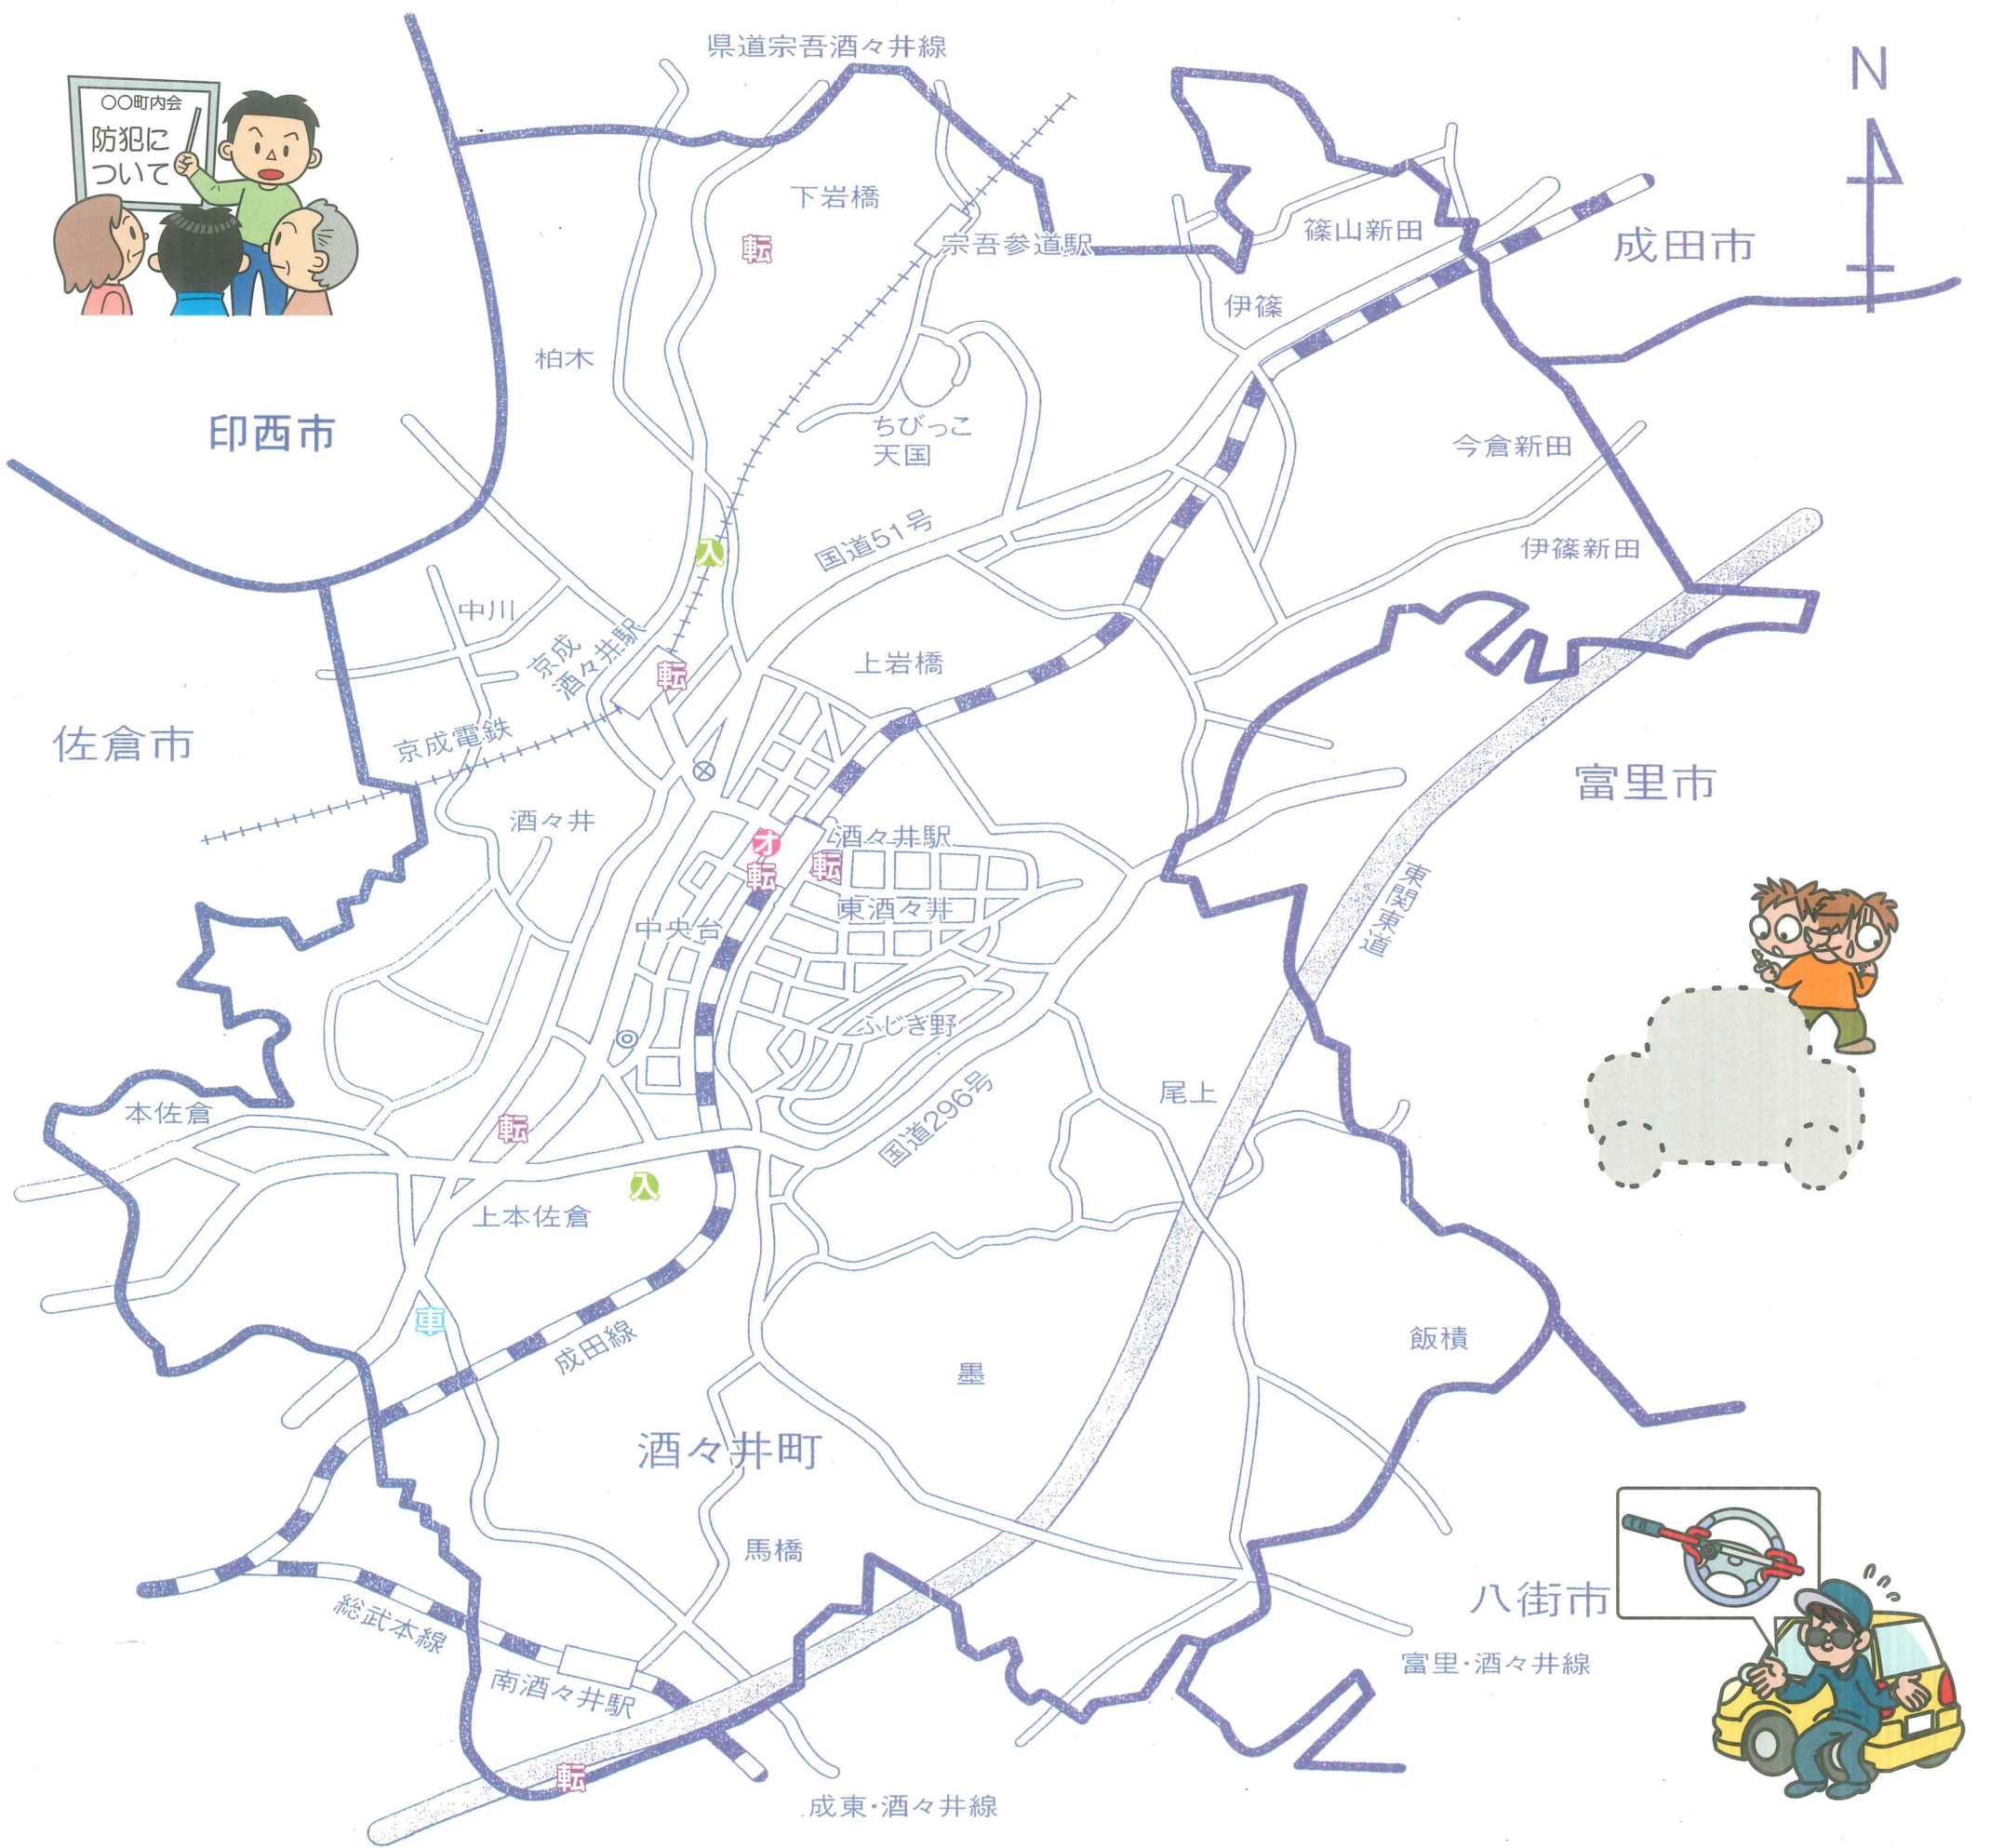 県道宗吾酒々井線
N
〇〇町内会
防犯に
ついて
下岩橋
転
宗吾参道駅
篠山新田
成田市
伊篠
柏木
印西市
ちびっこ
天国
今倉新田
国道51号
入
伊篠新田
中川
京成
酒々井駅
転
上岩橋
佐倉市
京成電鉄
富里市
酒々井
オ
酒々井駅
転
転
東関東道
東酒々井
中央台
ふじき野
尾上
国道296号
本佐倉
転
入
上本佐倉
車
成田線
飯積
墨
酒々井町
馬橋
八街市
総武本線
富里・酒々井線
南酒々井駅
転
成東・酒々井線